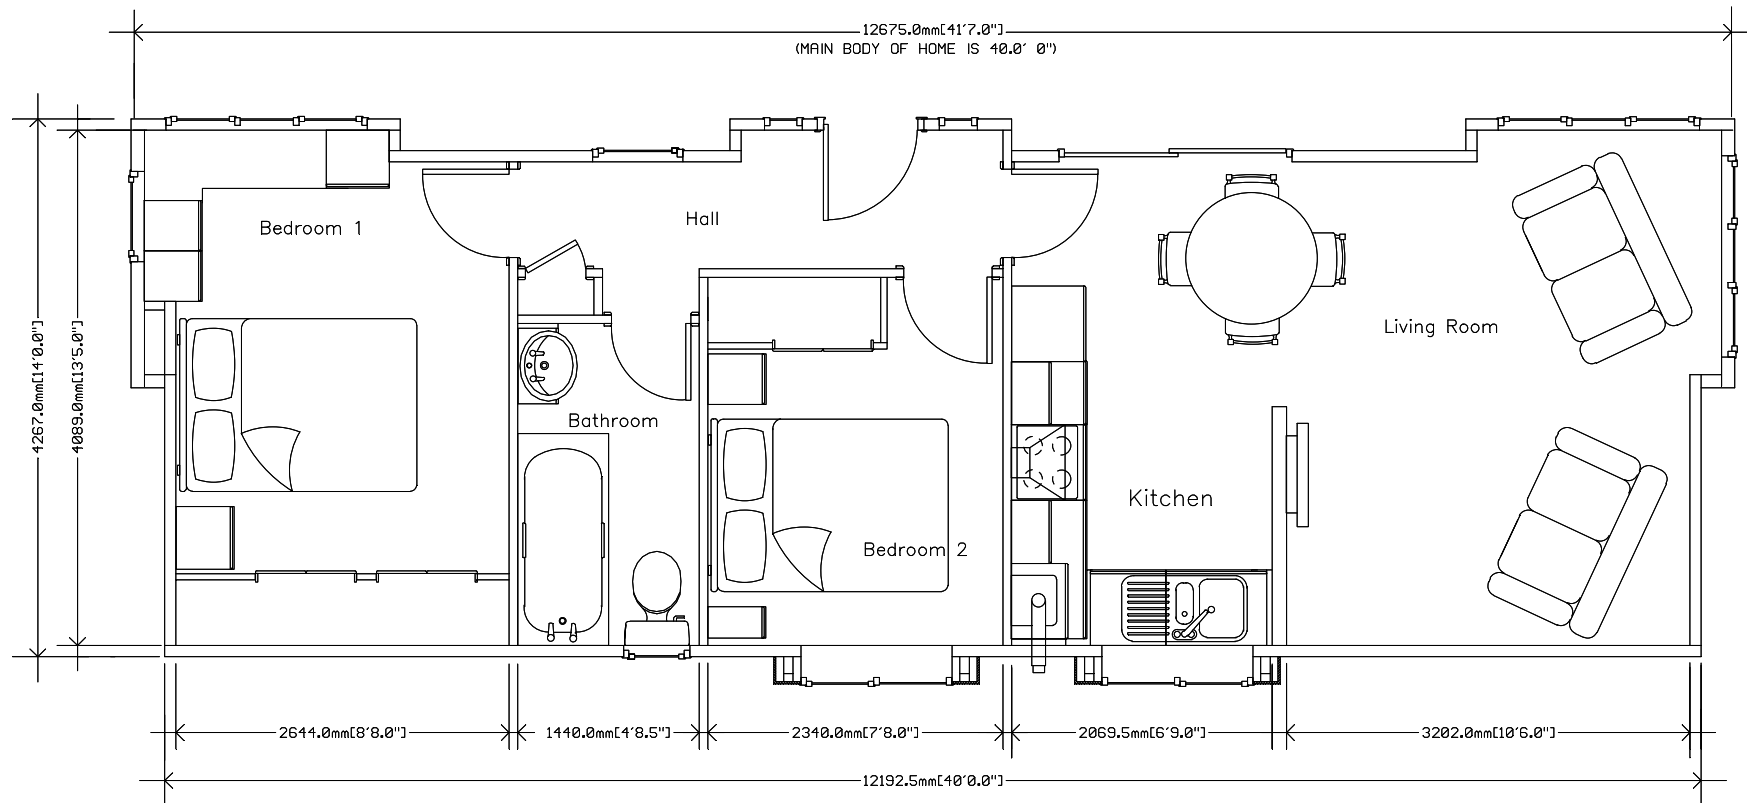 12675.0mm[41'7.0"]
(MAIN BODY OF HOME IS 40.0' 0")
4267.0mm[14'0.0"]
4089.0mm[13'5.0"]
Bedroom 1
Hall
Living Room
Bathroom
Kitchen
Bedroom 2
2644.0mm[8'8.0"]
1440.0mm[4'8.5"]
2340.0mm[7'8.0"]
2069.5mm[6'9.0"]
3202.0mm[10'6.0"]
12192.5mm[40'0.0"]